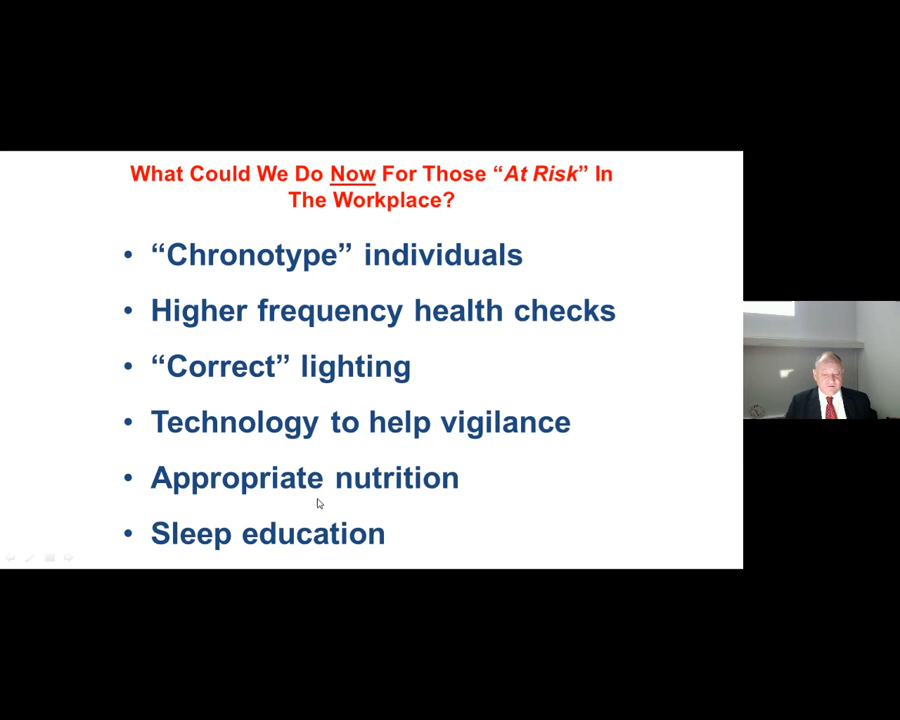 What Could We Do Now For Those “At Risk” In
The Workplace?
• “Chronotype” individuals
• Higher frequency health checks
• “Correct” lighting
• Technology to help vigilance
• Appropriate nutrition
• Sleep education